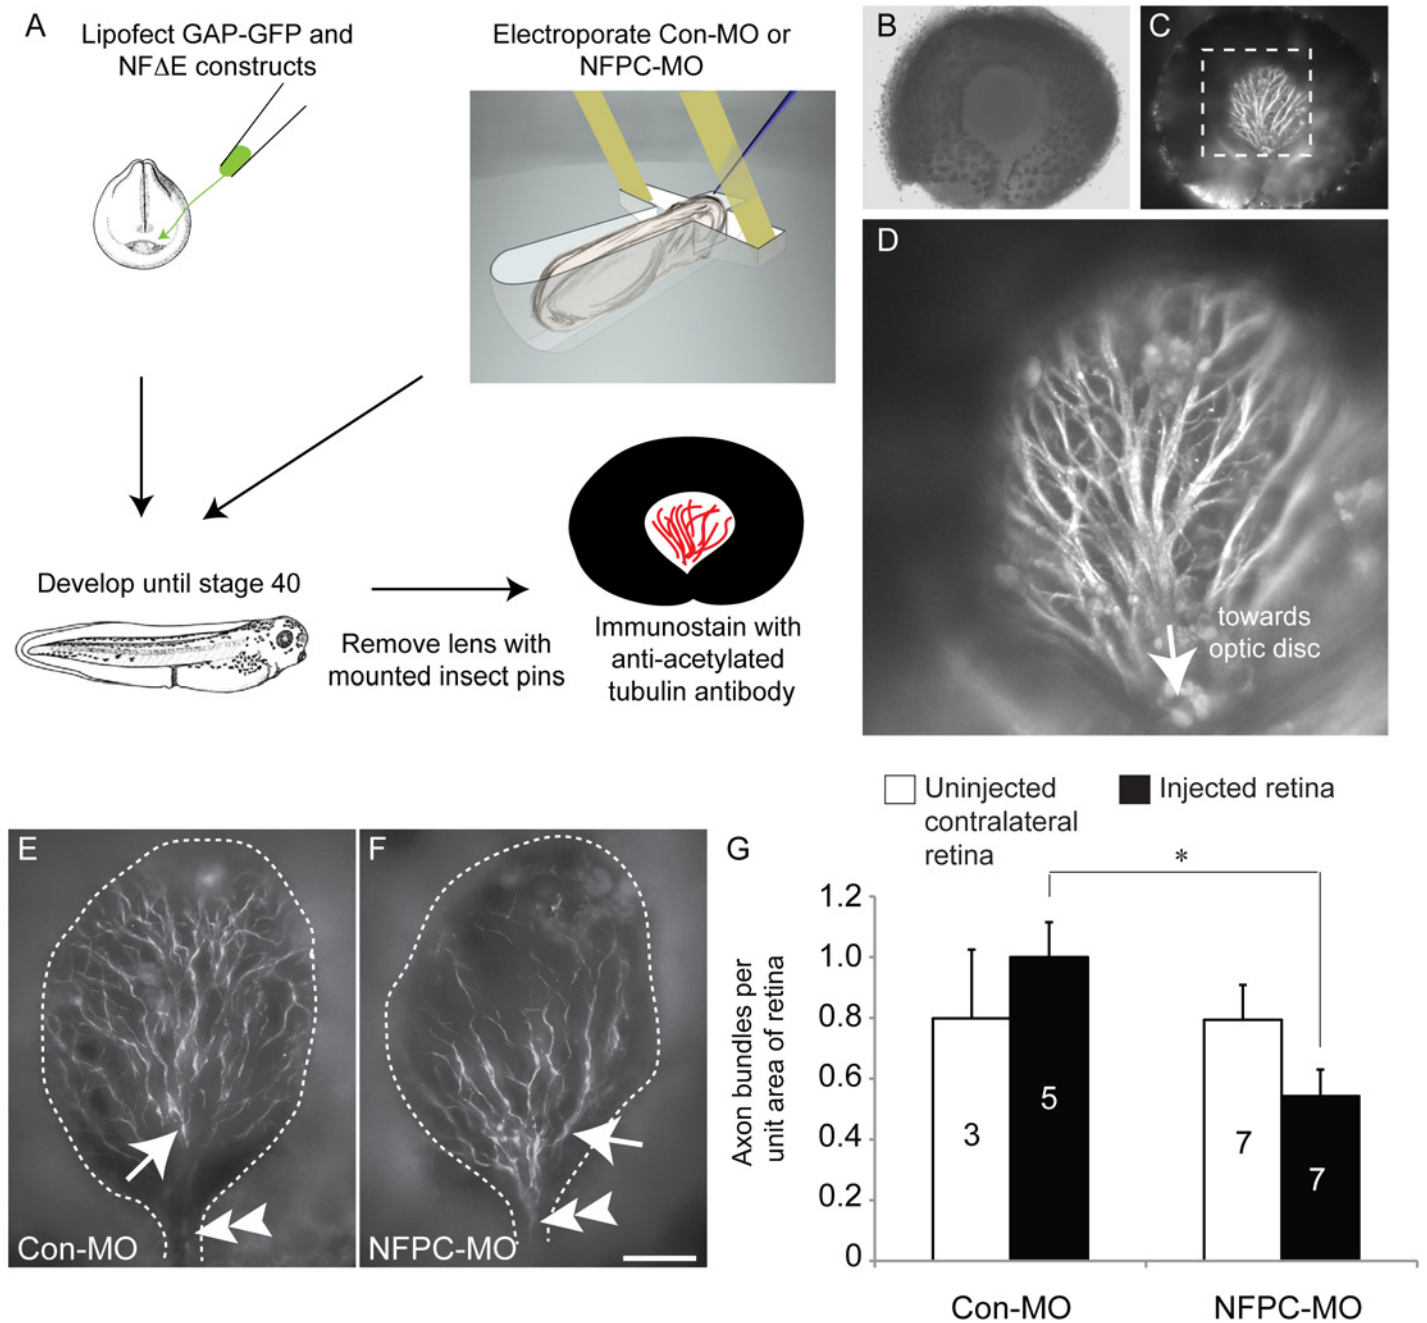 A
Lipofect GAP-GFP and
NFΔE constructs
Electroporate Con-MO or
NFPC-MO
Develop until stage 40
Remove lens with
mounted insect pins
Immunostain with
anti-acetylated
tubulin antibody
B
C
D
towards
optic disc
E
Con-MO
F
NFPC-MO
G
Uninjected
contralateral
retina
Injected retina
*
Axon bundles per
unit area of retina
1.2
1.0
0.8
0.6
0.4
0.2
0
3
5
7
7
Con-MO
NFPC-MO